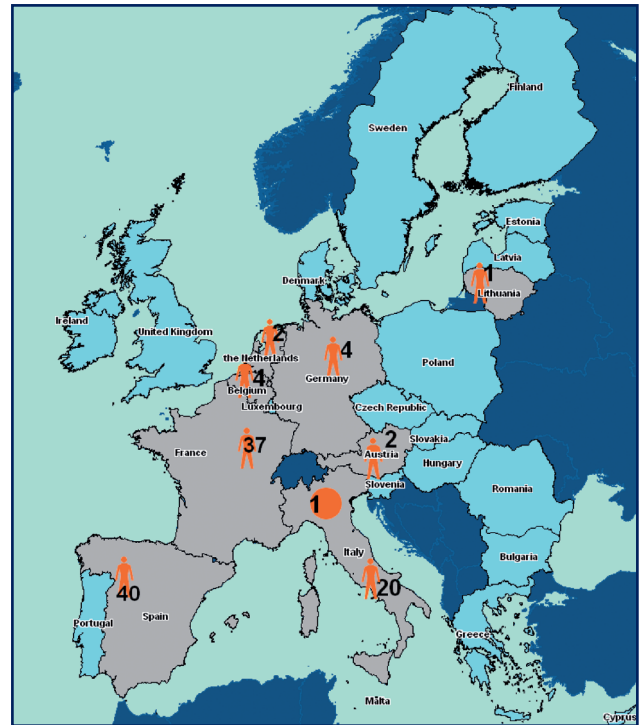 Finland
Sweden
Estonia
Latvia
1
Lithuania
Denmark
Ireland
United Kingdom
2
the Netherlands
4
Germany
4
Belgium
Poland
Luxembourg
Czech Republic
37
France
2
Austria
Slovakia
Hungary
Slovenia
Romania
1
Italy
Bulgaria
40
20
Spain
Portugal
Greece
Malta
Cyprus